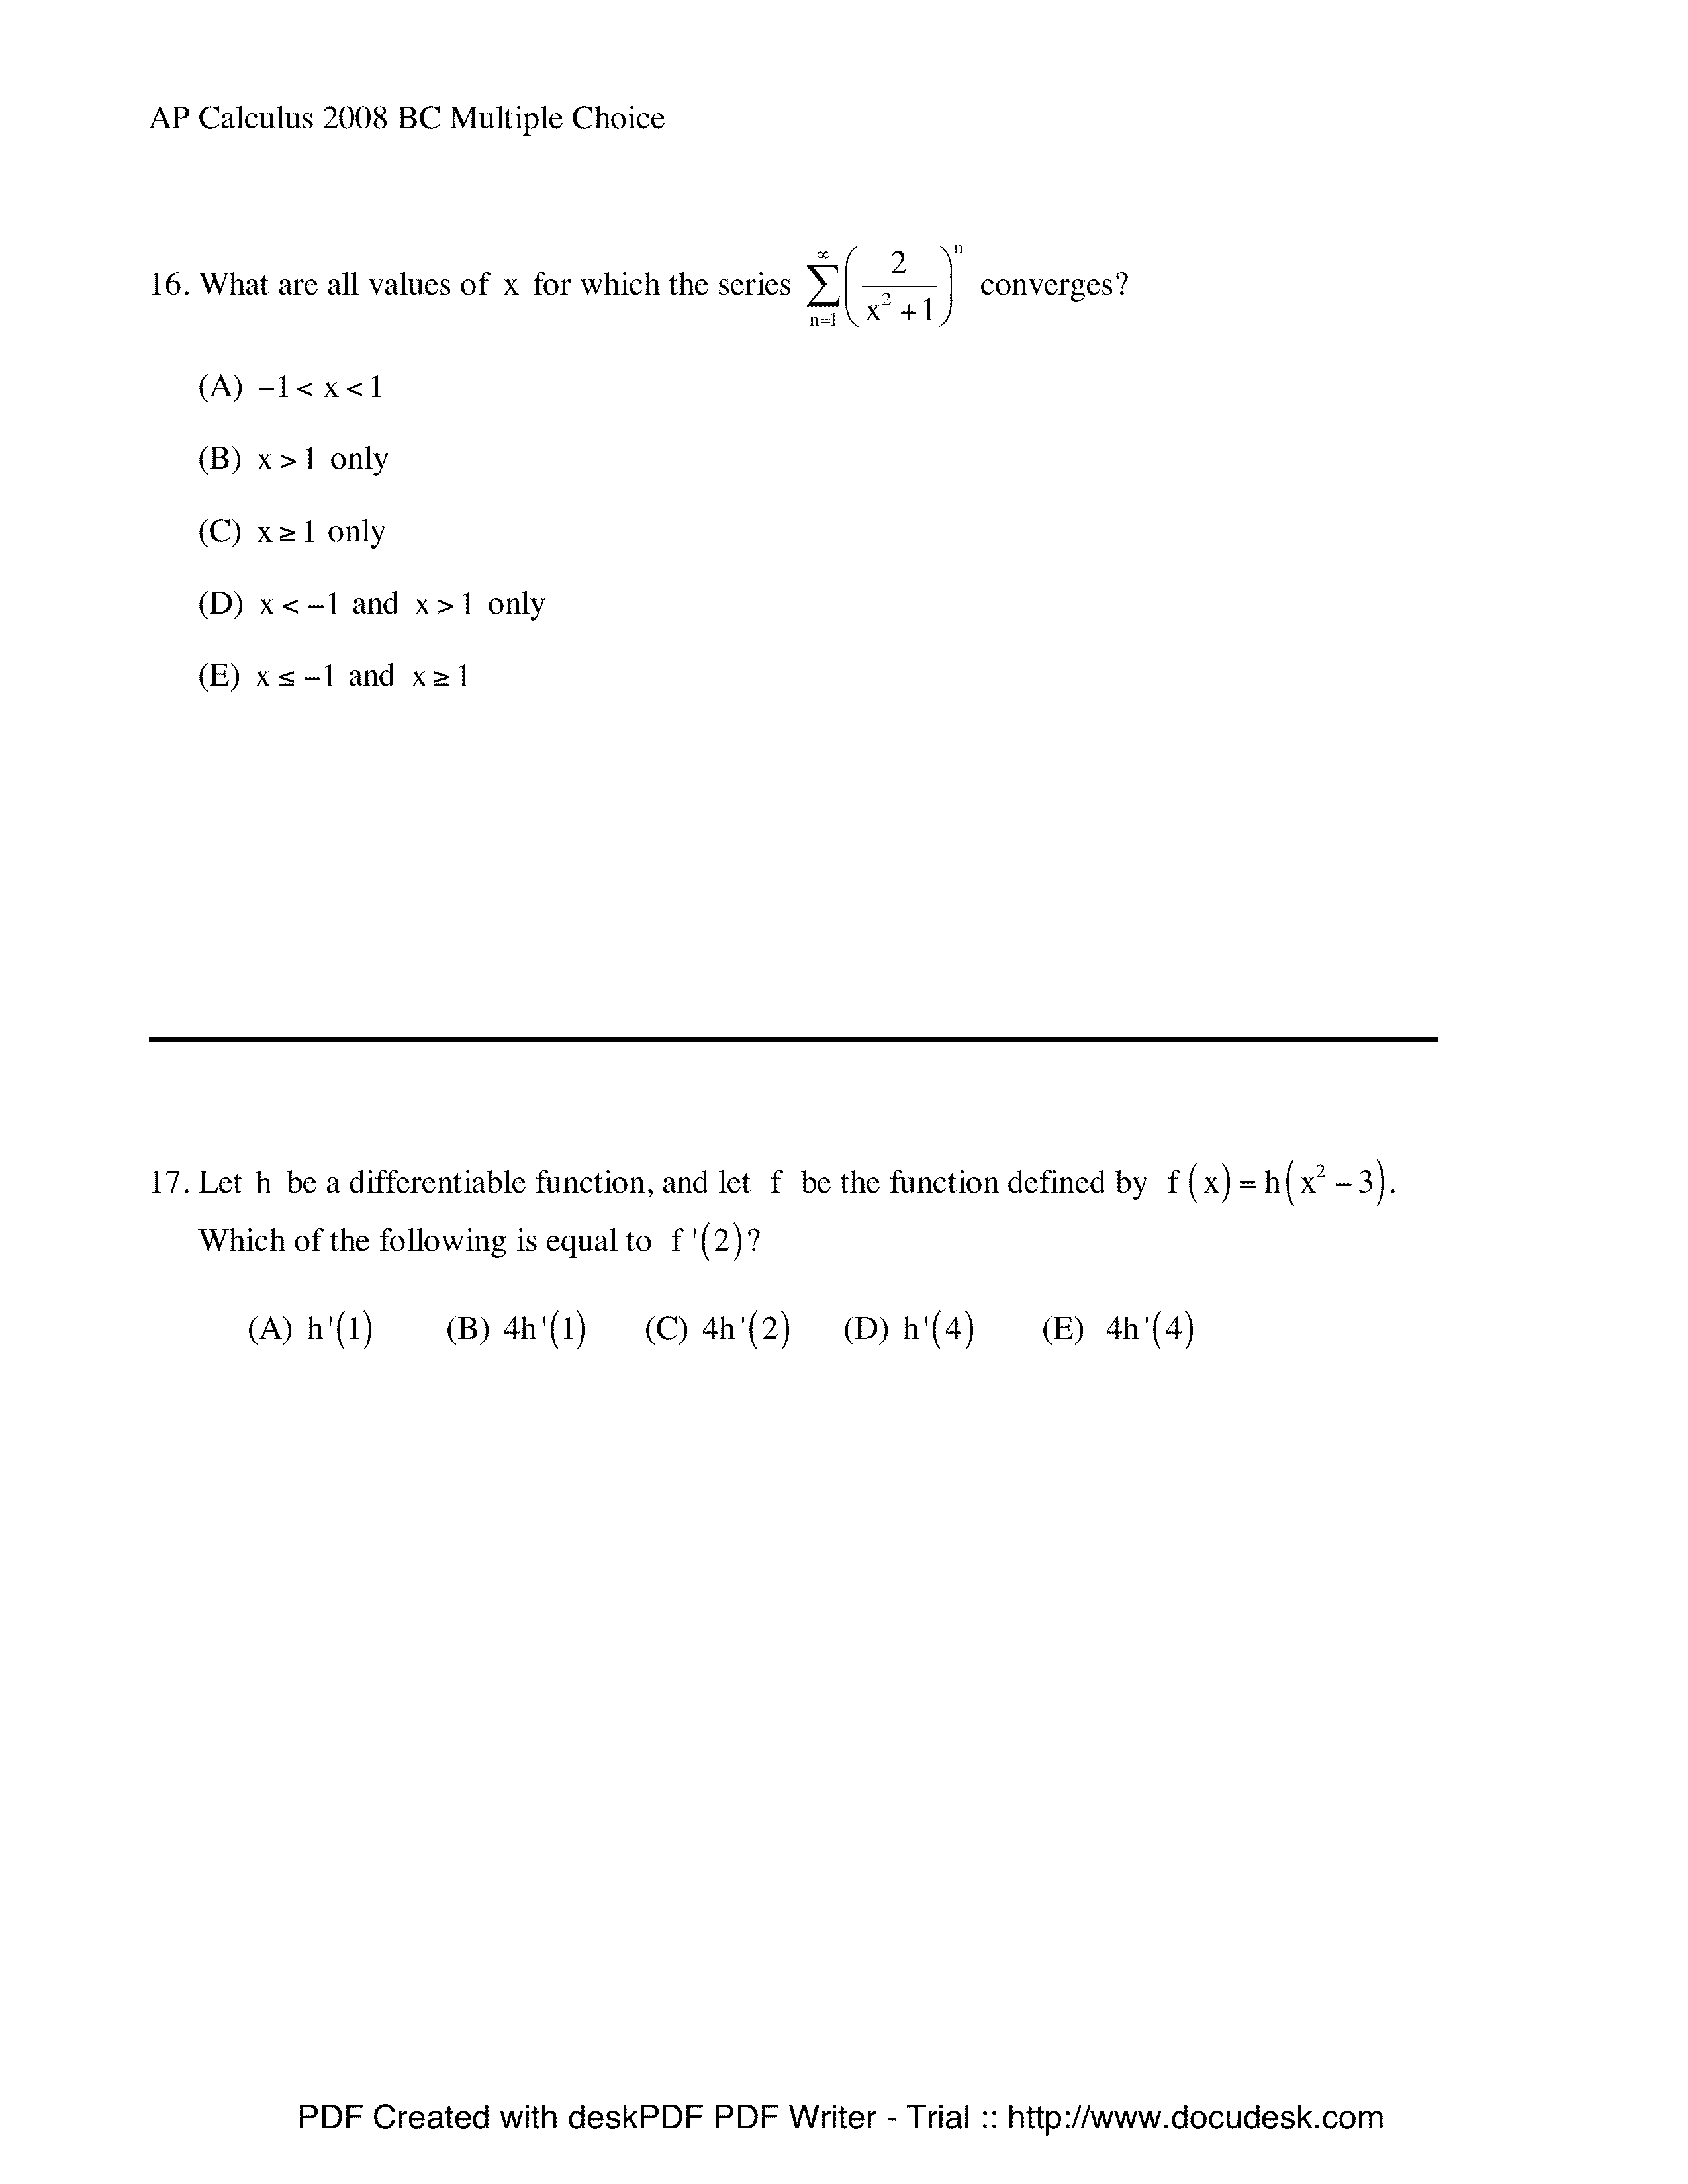 AP Calculus 2008 BC Multiple Choice
16. What are all values of x for which the series $\sum_{n=1}^{\infty}\left(\frac{2}{x^2+1}\right)^n$ converges?
(A) −1 < x < 1
(B) x > 1 only
(C) x ≥ 1 only
(D) x < −1 and x > 1 only
(E) x ≤ −1 and x ≥ 1
17. Let h be a differentiable function, and let f be the function defined by f(x) = h(x² − 3).
Which of the following is equal to f '(2)?
(A) h'(1) (B) 4h'(1) (C) 4h'(2) (D) h'(4) (E) 4h'(4)
PDF Created with deskPDF PDF Writer - Trial :: http://www.docudesk.com